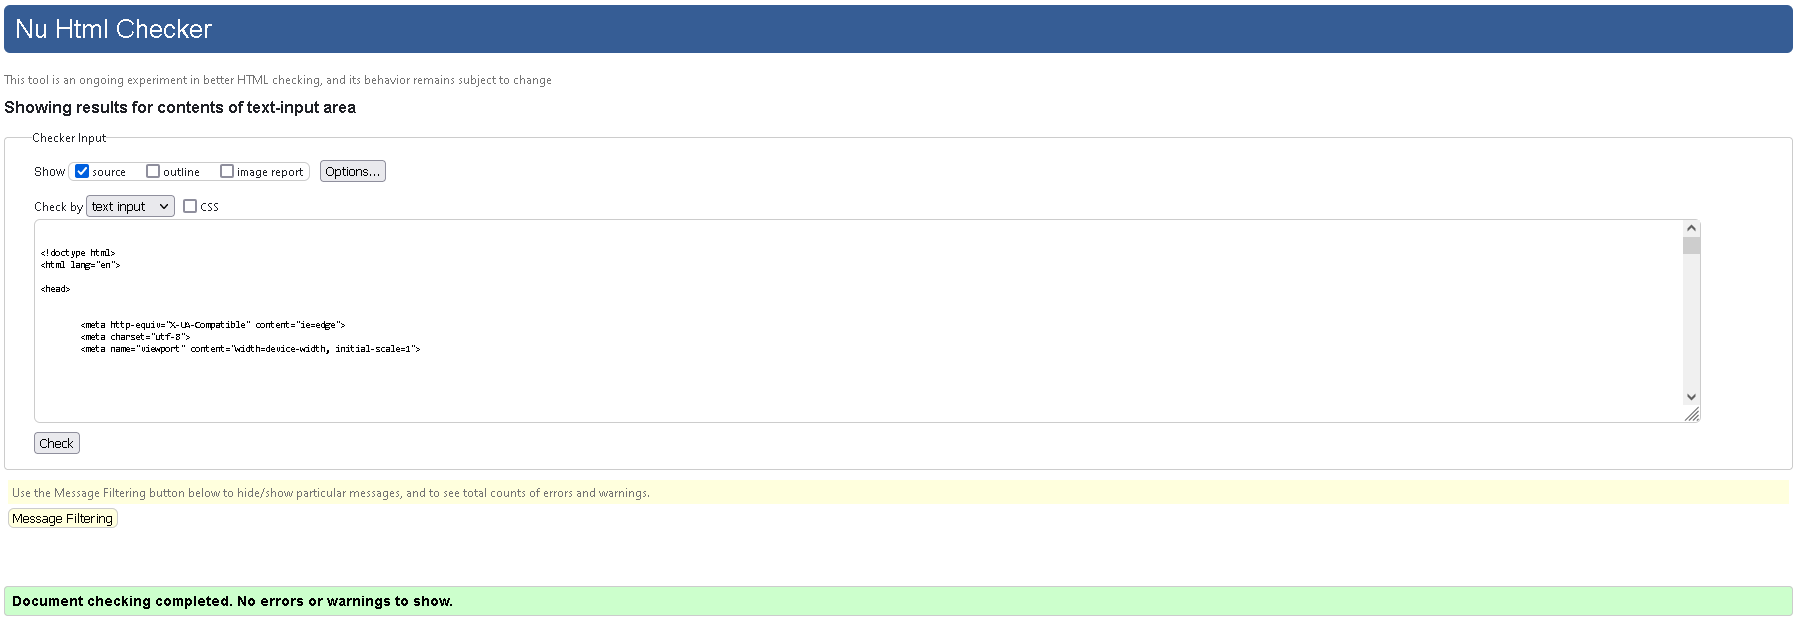 Nu Html Checker
This tool is an ongoing experiment in better HTML checking, and its behavior remains subject to change
Showing results for contents of text-input area
Checker Input
Show source outline image report Options...
Check by text input CSS
<!doctype html>
<html lang="en">
<head>
<meta http-equiv="X-UA-Compatible" content="ie=edge">
<meta charset="utf-8">
<meta name="viewport" content="width=device-width, initial-scale=1">
Check
Use the Message Filtering button below to hide/show particular messages, and to see total counts of errors and warnings.
Message Filtering
Document checking completed. No errors or warnings to show.